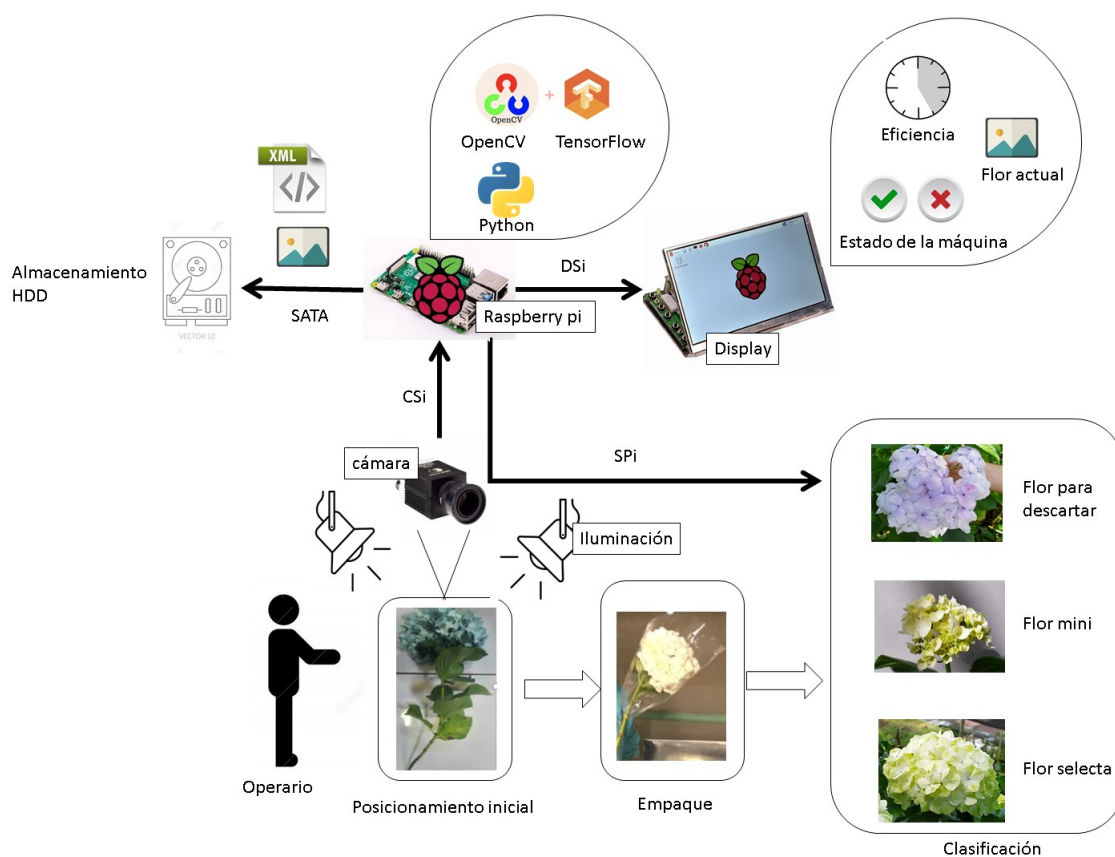 OpenCV
+
OpenCV
TensorFlow
Python
Eficiencia
Flor actual
Estado de la máquina
XML
</>
Almacenamiento
HDD
VECTOR 10
SATA
Raspberry pi
DSi
Display
CSi
cámara
SPi
Iluminación
Flor para
descartar
Flor mini
Flor selecta
Operario
Posicionamiento inicial
Empaque
Clasificación